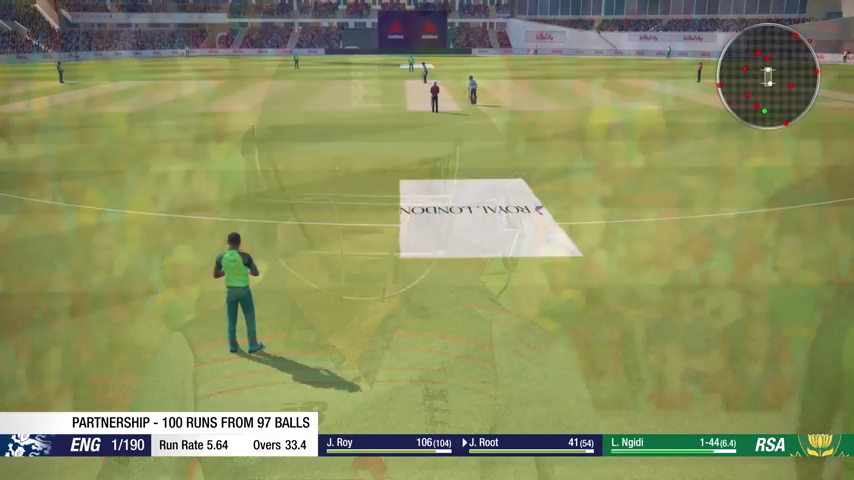 ROYAL LONDON
PARTNERSHIP - 100 RUNS FROM 97 BALLS
ENG 1/190 Run Rate 5.64 Overs 33.4 J. Roy 106 (104) J. Root 41 (54) L. Ngidi 1-44 (6.4) RSA